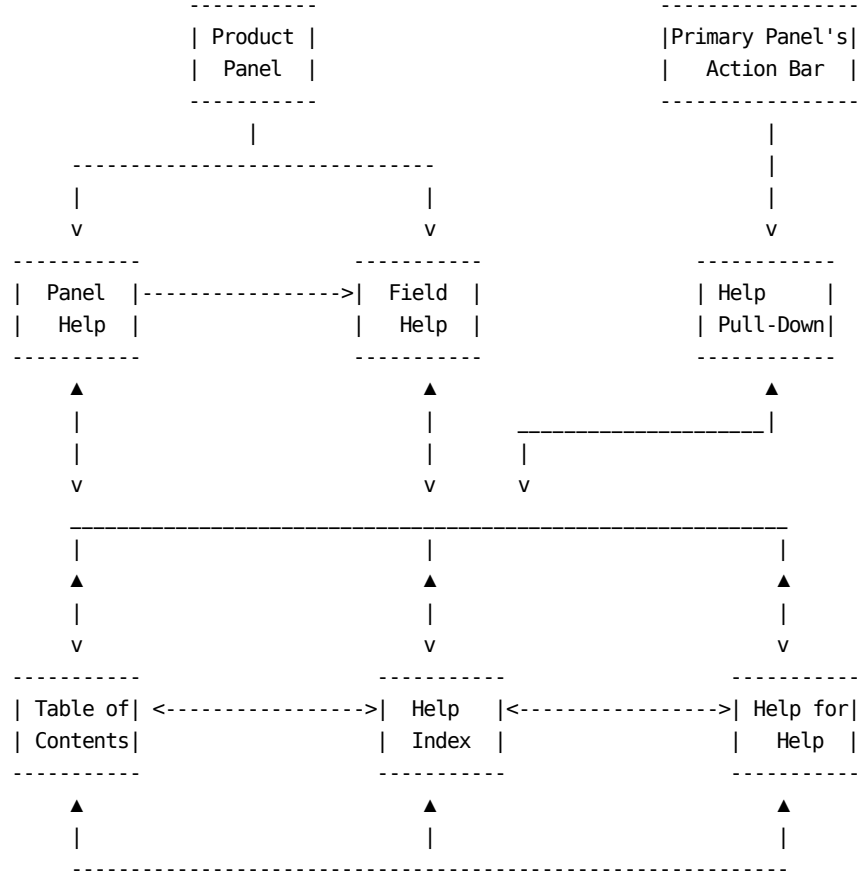 Product
Panel
Primary Panel's
Action Bar
Panel
Help
Field
Help
Help
Pull-Down
Table of
Contents
Help
Index
Help for
Help